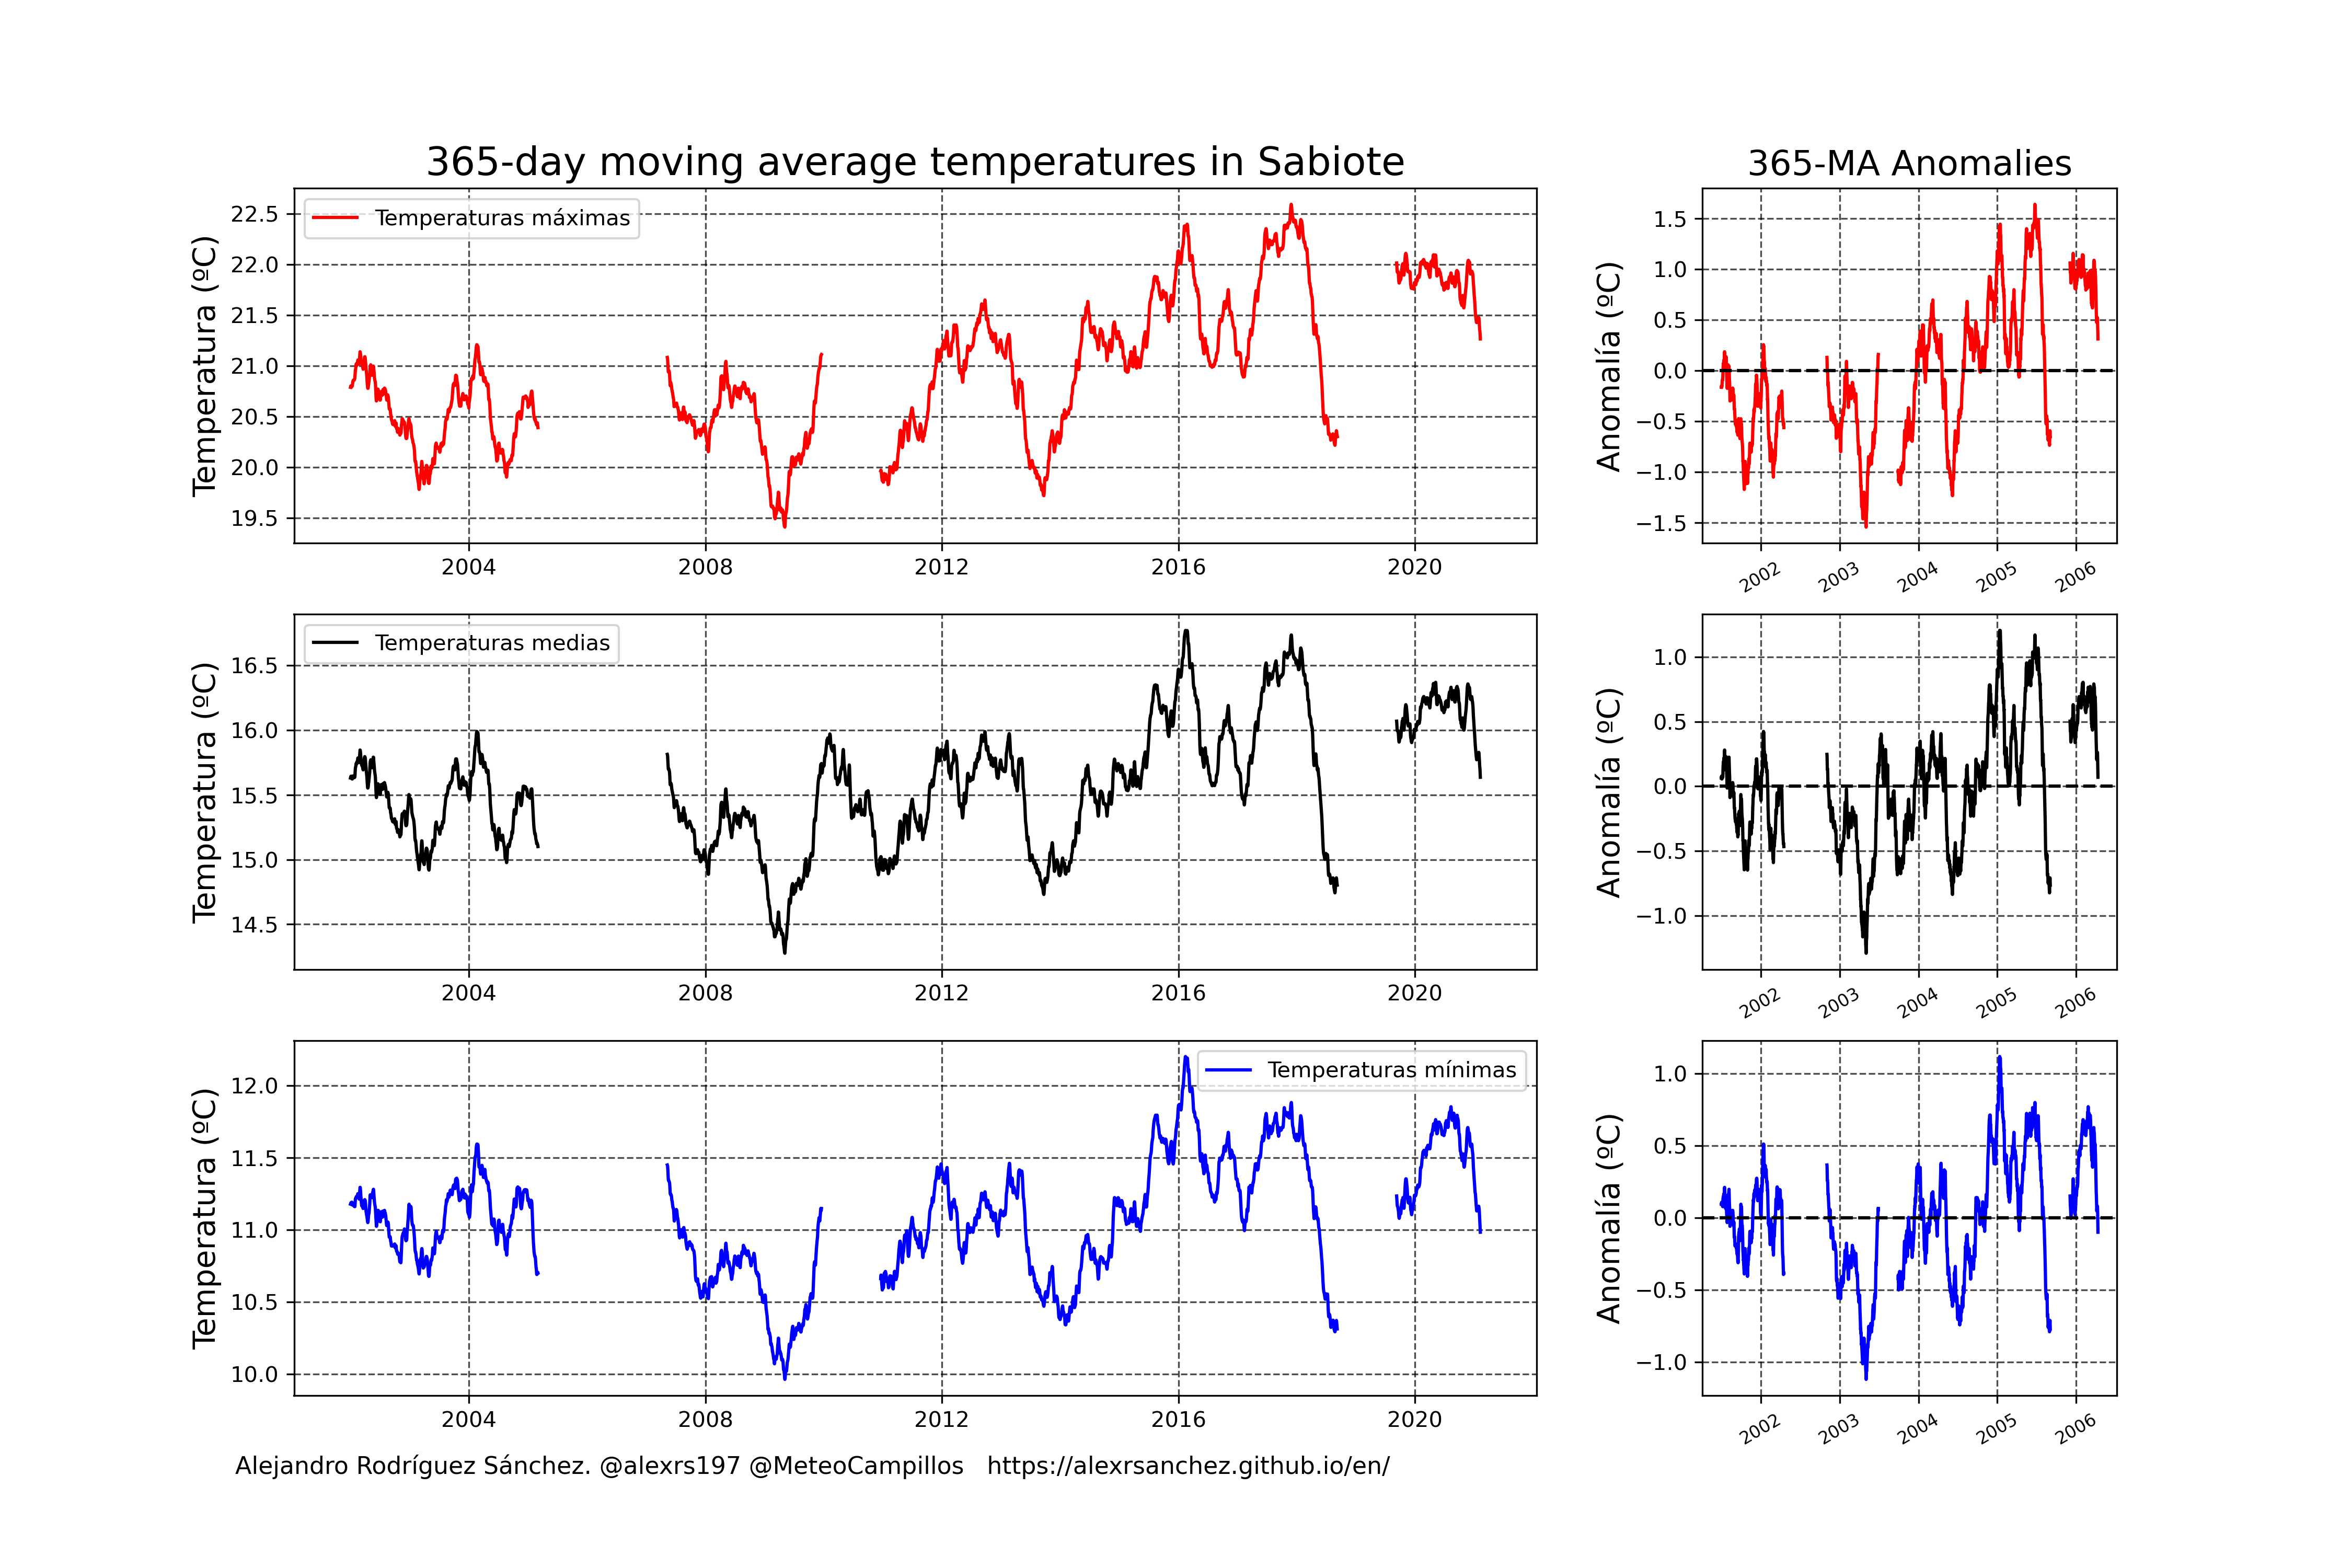 365-day moving average temperatures in Sabiote
365-MA Anomalies
Temperatura (ºC)
22.5
22.0
21.5
21.0
20.5
20.0
19.5
Temperaturas máximas
2004 2008 2012 2016 2020
Anomalía (ºC)
1.5
1.0
0.5
0.0
−0.5
−1.0
−1.5
2002 2003 2004 2005 2006
Temperatura (ºC)
16.5
16.0
15.5
15.0
14.5
Temperaturas medias
2004 2008 2012 2016 2020
Anomalía (ºC)
1.0
0.5
0.0
−0.5
−1.0
2002 2003 2004 2005 2006
Temperatura (ºC)
12.0
11.5
11.0
10.5
10.0
Temperaturas mínimas
2004 2008 2012 2016 2020
Anomalía (ºC)
1.0
0.5
0.0
−0.5
−1.0
2002 2003 2004 2005 2006
Alejandro Rodríguez Sánchez. @alexrs197 @MeteoCampillos https://alexrsanchez.github.io/en/